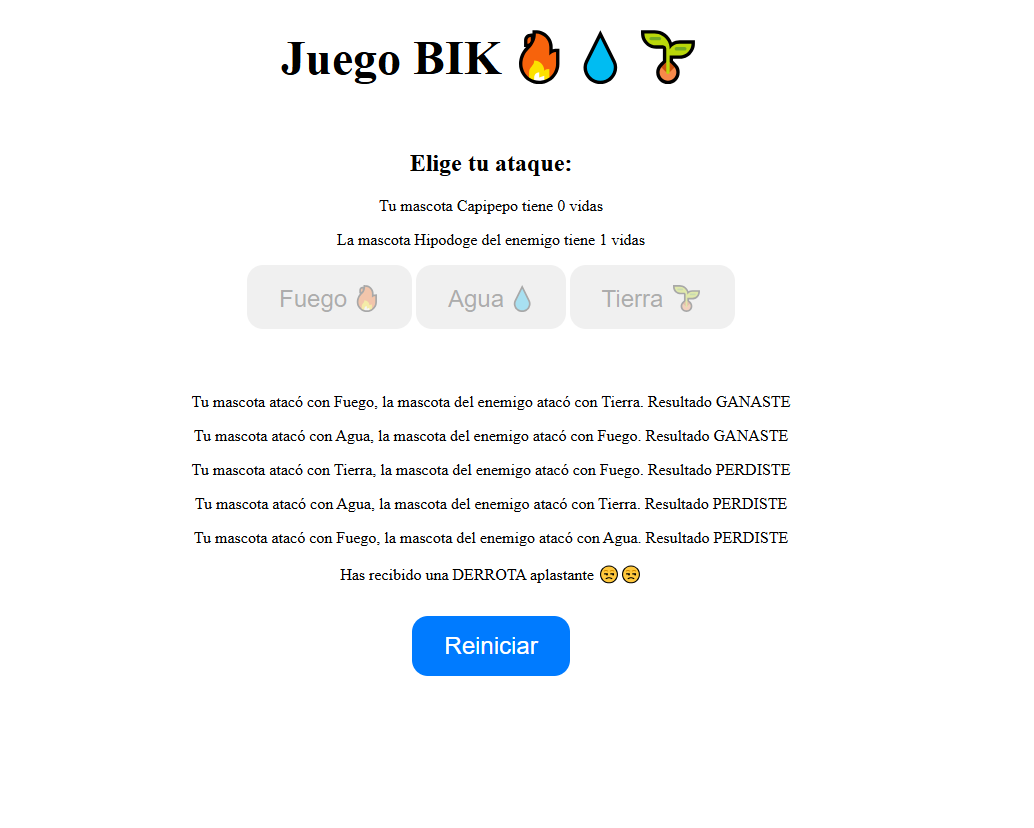 Juego BIK 🔥 💧 🌱
Elige tu ataque:
Tu mascota Capipepo tiene 0 vidas
La mascota Hipodoge del enemigo tiene 1 vidas
Fuego 🔥 Agua 💧 Tierra 🌱
Tu mascota atacó con Fuego, la mascota del enemigo atacó con Tierra. Resultado GANASTE
Tu mascota atacó con Agua, la mascota del enemigo atacó con Fuego. Resultado GANASTE
Tu mascota atacó con Tierra, la mascota del enemigo atacó con Fuego. Resultado PERDISTE
Tu mascota atacó con Agua, la mascota del enemigo atacó con Tierra. Resultado PERDISTE
Tu mascota atacó con Fuego, la mascota del enemigo atacó con Agua. Resultado PERDISTE
Has recibido una DERROTA aplastante 😒😒
Reiniciar